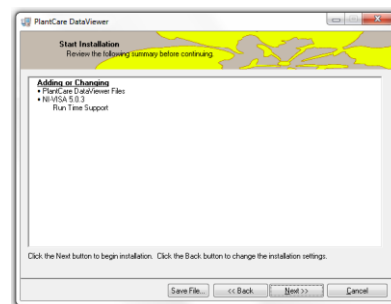 PlantCare DataViewer
Start Installation
Review the following summary before continuing.
Adding or Changing
• PlantCare DataViewer Files
• NI-VISA 5.0.3
Run Time Support
Click the Next button to begin installation. Click the Back button to change the installation settings.
Save File... << Back Next >> Cancel